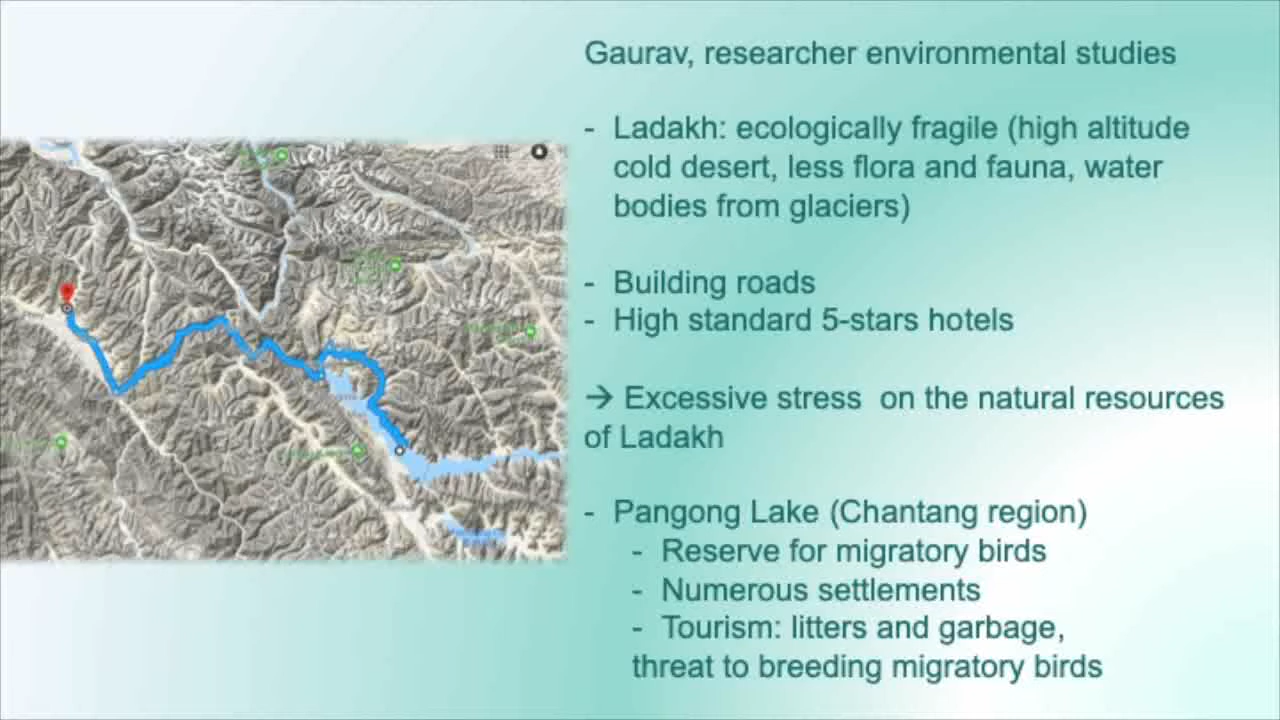 Gaurav, researcher environmental studies
- Ladakh: ecologically fragile (high altitude
cold desert, less flora and fauna, water
bodies from glaciers)
- Building roads
- High standard 5-stars hotels
→ Excessive stress on the natural resources
of Ladakh
- Pangong Lake (Chantang region)
- Reserve for migratory birds
- Numerous settlements
- Tourism: litters and garbage,
threat to breeding migratory birds